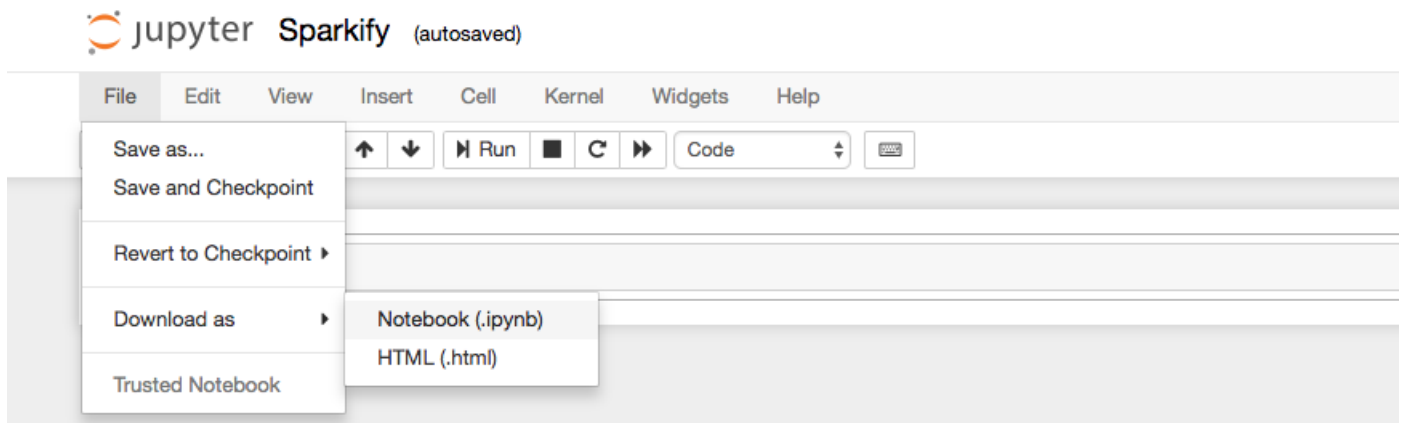 jupyter Sparkify (autosaved)
File Edit View Insert Cell Kernel Widgets Help
Save as... Run Code
Save and Checkpoint
Revert to Checkpoint
Download as Notebook (.ipynb)
HTML (.html)
Trusted Notebook